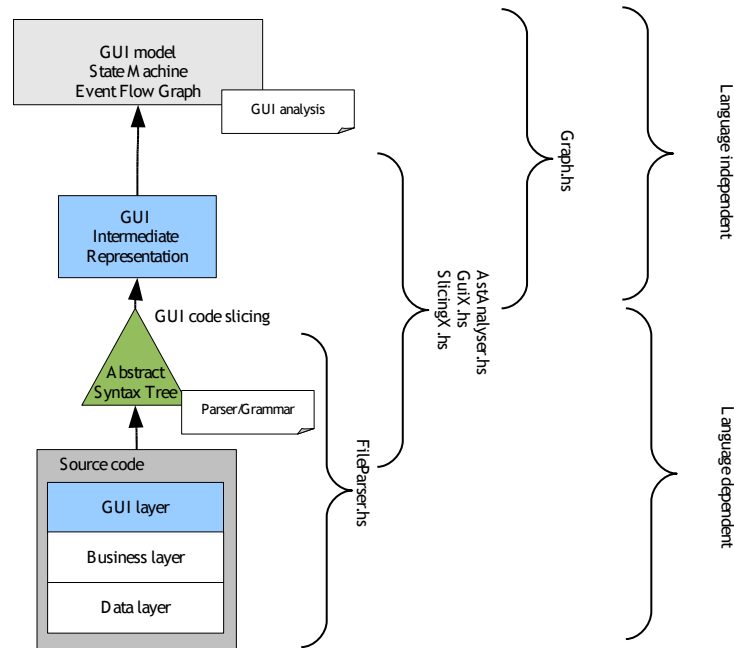 GUI model
State Machine
Event Flow Graph
GUI analysis
GUI
Intermediate
Representation
GUI code slicing
Abstract
Syntax Tree
Parser/Grammar
Source code
GUI layer
Business layer
Data layer
FileParser.hs
AstAnalyser.hs
GuiX.hs
SlicingX.hs
Graph.hs
Language independent
Language dependent